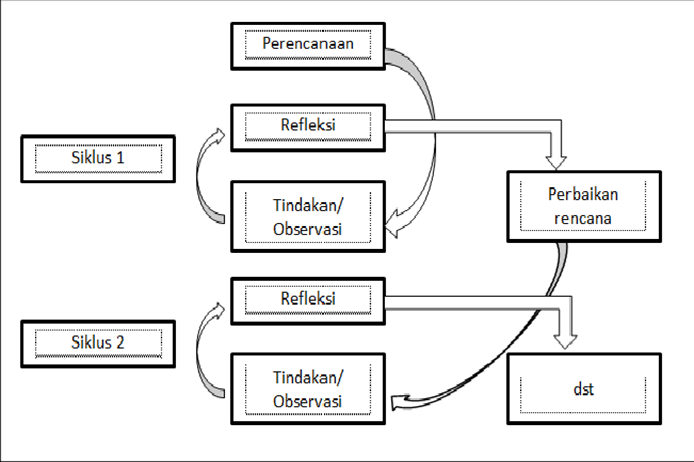 Perencanaan
Refleksi
Siklus 1
Tindakan/
Observasi
Perbaikan
rencana
Refleksi
Siklus 2
Tindakan/
Observasi
dst